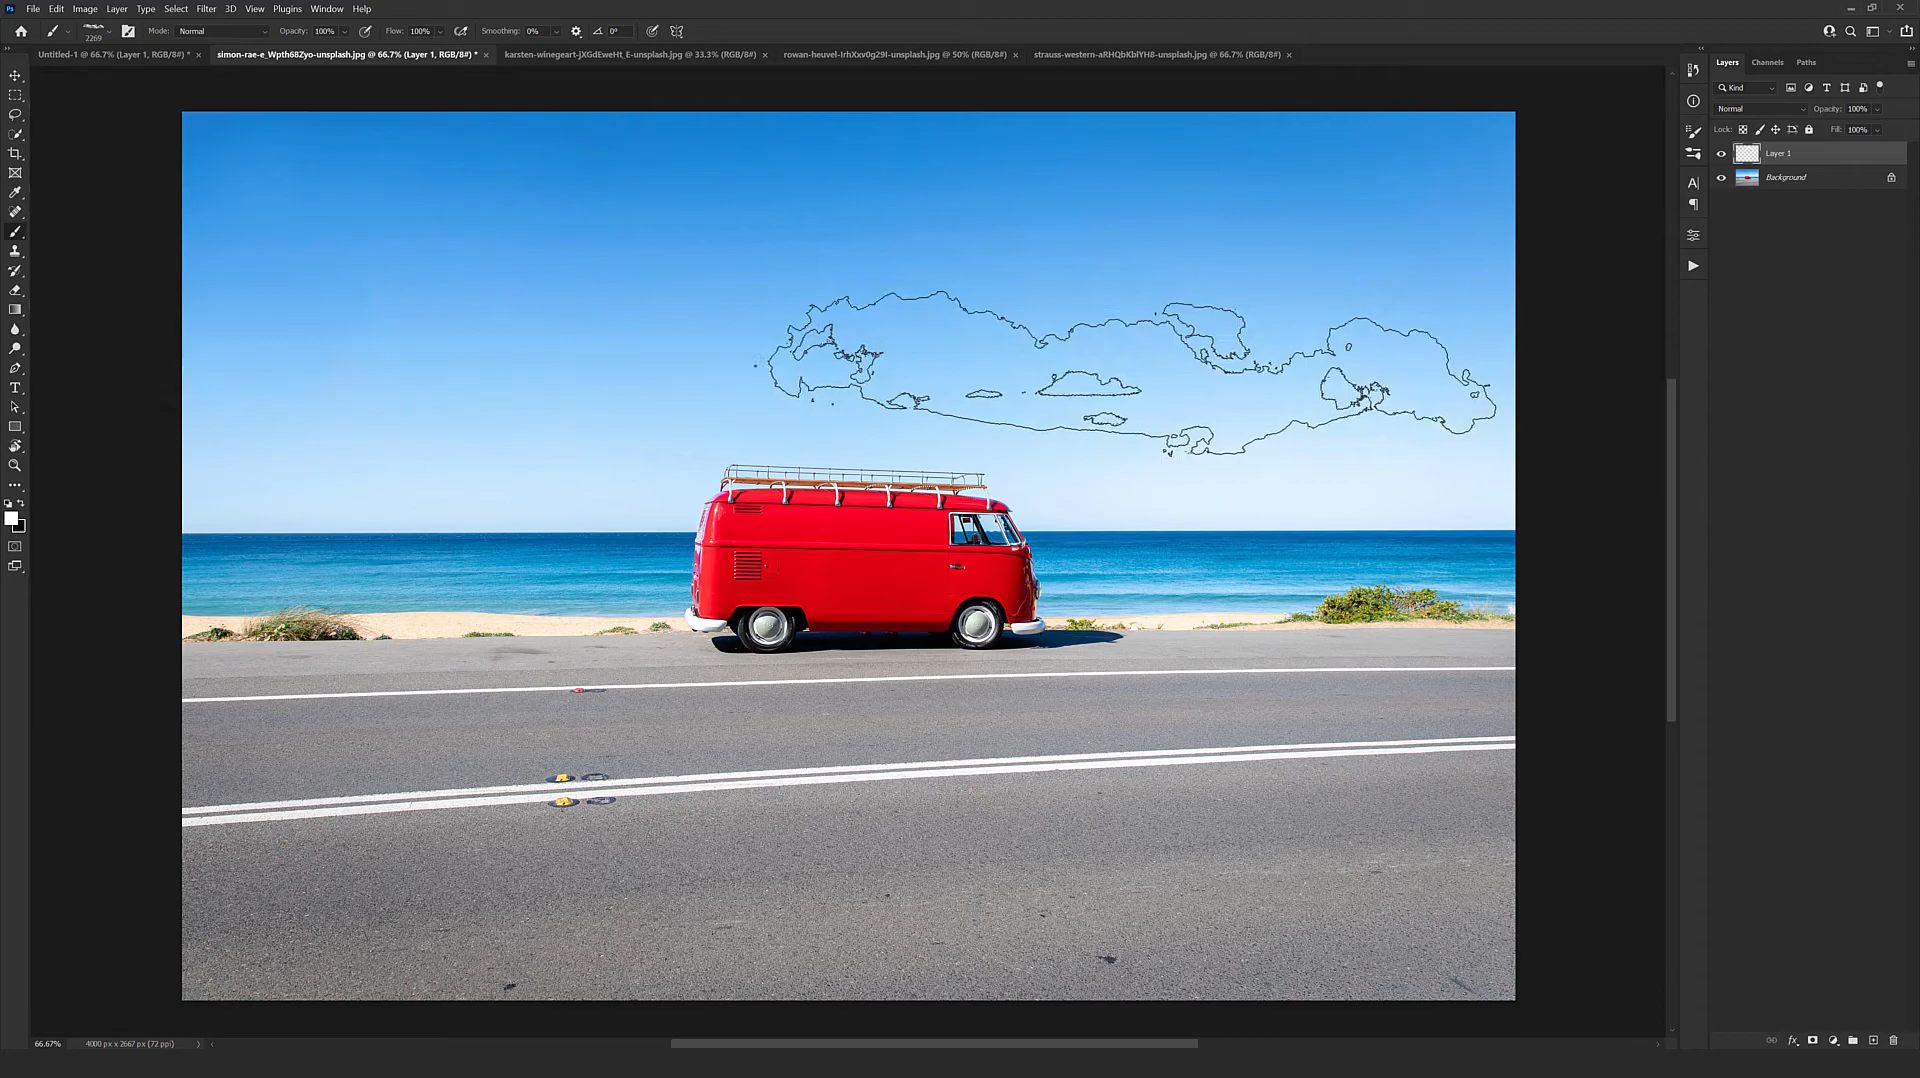 Ps File Edit Image Layer Type Select Filter 3D View Plugins Window Help
2269 Mode: Normal Opacity: 100% Flow: 100% Smoothing: 0% 0°
Untitled-1 @ 66.7% (Layer 1, RGB/8#) * × simon-rae-e_Wpth68Zyo-unsplash.jpg @ 66.7% (Layer 1, RGB/8#) * × karsten-winegeart-jXGdEweHt_E-unsplash.jpg @ 33.3% (RGB/8#) × rowan-heuvel-IrhXxv0g29I-unsplash.jpg @ 50% (RGB/8#) × strauss-western-aRHQbKblYH8-unsplash.jpg @ 66.7% (RGB/8#) ×
Layers Channels Paths
Kind
Normal Opacity: 100%
Lock: Fill: 100%
Layer 1
Background
66.67% 4000 px x 2667 px (72 ppi)